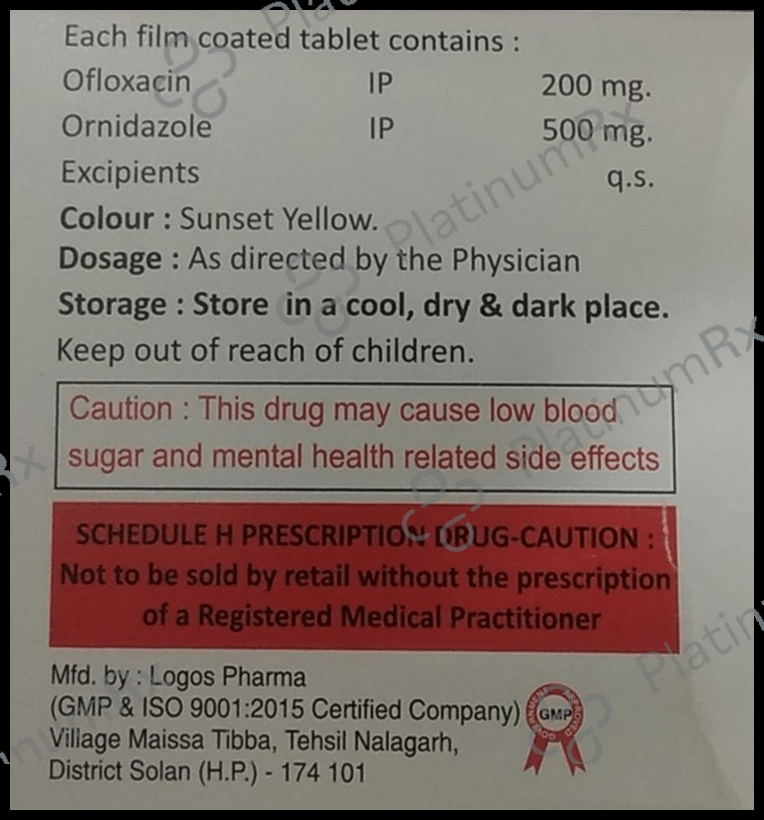 Each film coated tablet contains :
Ofloxacin IP 200 mg.
Ornidazole IP 500 mg.
Excipients q.s.
Colour : Sunset Yellow.
Dosage : As directed by the Physician
Storage : Store in a cool, dry & dark place.
Keep out of reach of children.
Caution : This drug may cause low blood
sugar and mental health related side effects
SCHEDULE H PRESCRIPTION DRUG-CAUTION :
Not to be sold by retail without the prescription
of a Registered Medical Practitioner
Mfd. by : Logos Pharma
(GMP & ISO 9001:2015 Certified Company)
Village Maissa Tibba, Tehsil Nalagarh,
District Solan (H.P.) - 174 101
GOVERNMENT APPROVED
GMP
PlatinumRx
PlatinumRx